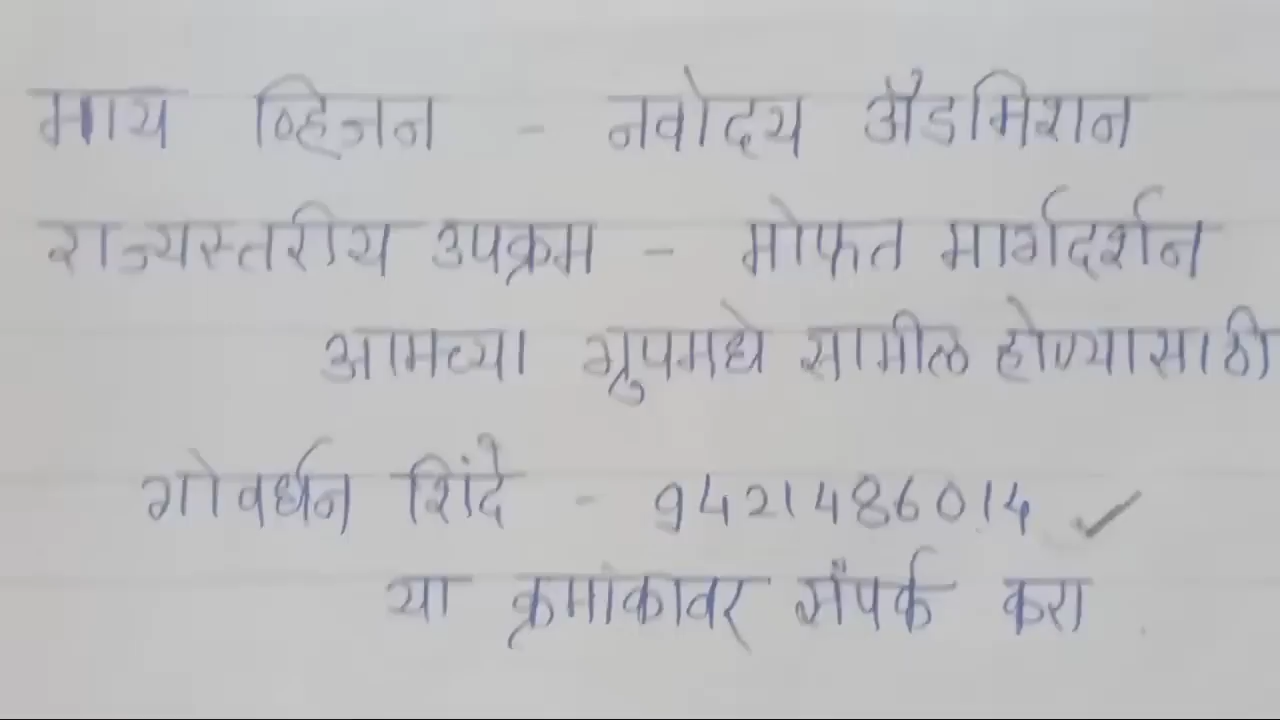 माय व्हिजन - नवोदय ॲडमिशन
राज्यस्तरीय उपक्रम - मोफत मार्गदर्शन
आमच्या ग्रुपमधे सामील होण्यासाठी
गोवर्धन शिंदे - 9421486014 ✓
या क्रमांकावर संपर्क करा